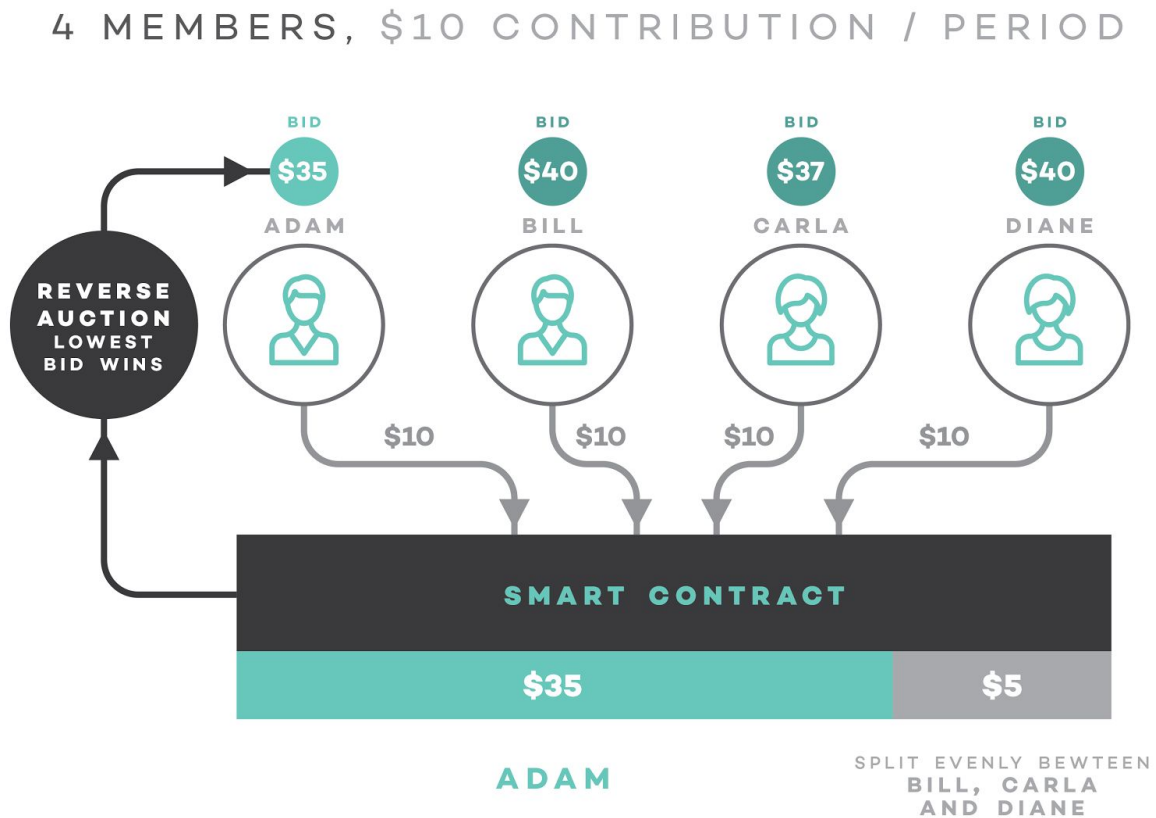 4 MEMBERS, $10 CONTRIBUTION / PERIOD
BID BID BID BID
$35 $40 $37 $40
ADAM BILL CARLA DIANE
REVERSE
AUCTION
LOWEST
BID WINS
$10 $10 $10 $10
SMART CONTRACT
$35 $5
ADAM
SPLIT EVENLY BEWTEEN
BILL, CARLA
AND DIANE